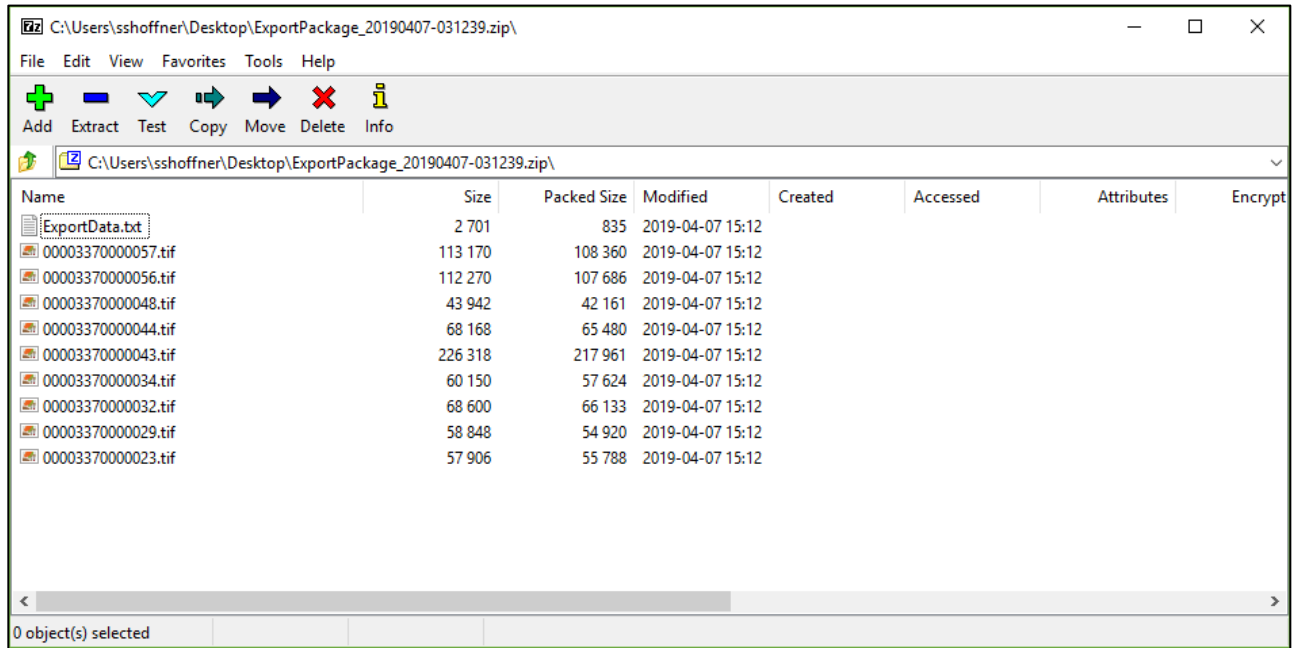 C:\Users\sshoffner\Desktop\ExportPackage_20190407-031239.zip\
File Edit View Favorites Tools Help
Add Extract Test Copy Move Delete Info
C:\Users\sshoffner\Desktop\ExportPackage_20190407-031239.zip\
Name Size Packed Size Modified Created Accessed Attributes Encrypt
ExportData.txt 2 701 835 2019-04-07 15:12
00003370000057.tif 113 170 108 360 2019-04-07 15:12
00003370000056.tif 112 270 107 686 2019-04-07 15:12
00003370000048.tif 43 942 42 161 2019-04-07 15:12
00003370000044.tif 68 168 65 480 2019-04-07 15:12
00003370000043.tif 226 318 217 961 2019-04-07 15:12
00003370000034.tif 60 150 57 624 2019-04-07 15:12
00003370000032.tif 68 600 66 133 2019-04-07 15:12
00003370000029.tif 58 848 54 920 2019-04-07 15:12
00003370000023.tif 57 906 55 788 2019-04-07 15:12
0 object(s) selected